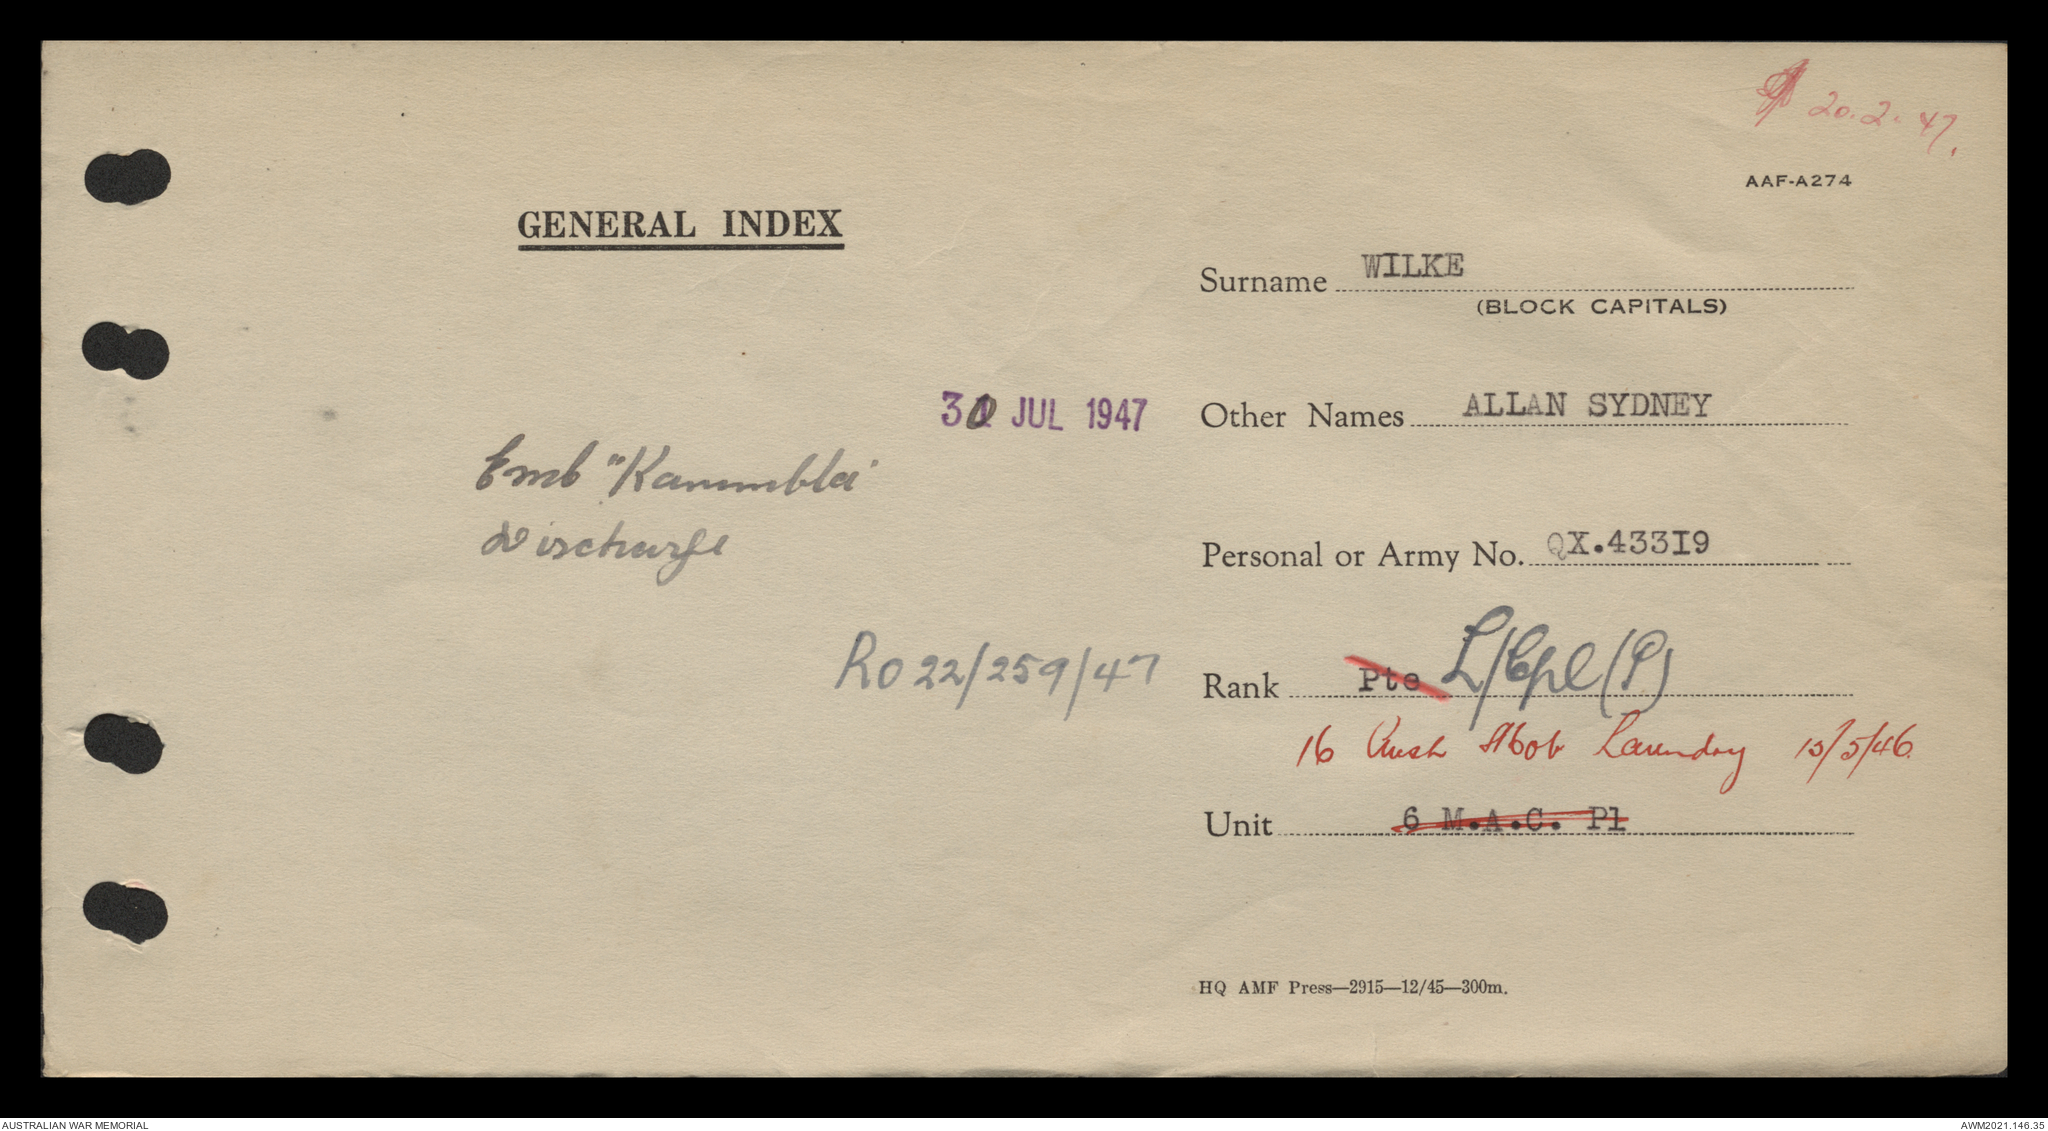 20.2.47.
AAF-A274
GENERAL INDEX
Surname WILKE
(BLOCK CAPITALS)
30 JUL 1947
Other Names ALLAN SYDNEY
Emb "Kanimbla"
Discharge
Personal or Army No. QX.43319
RO 22/259/47
Rank Pte L/Cpl (P)
16 Aust Mob Laundry 15/5/46.
Unit 6 M.A.C. Pl
HQ AMF Press—2915—12/45—300m.
AUSTRALIAN WAR MEMORIAL
AWM2021.146.35